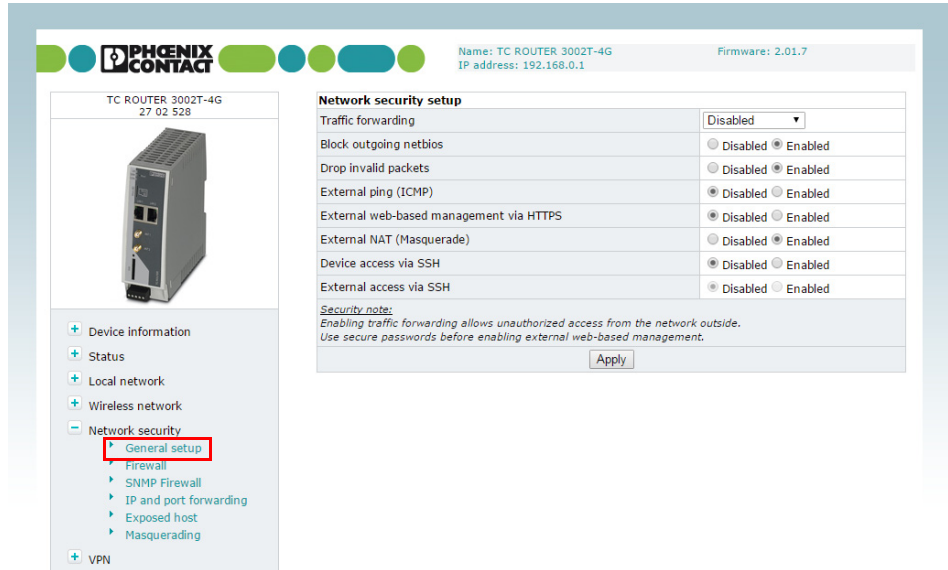 PHŒNIX
CONTACT
Name: TC ROUTER 3002T-4G
IP address: 192.168.0.1
Firmware: 2.01.7
TC ROUTER 3002T-4G
27 02 528
Device information
Status
Local network
Wireless network
Network security
General setup
Firewall
SNMP Firewall
IP and port forwarding
Exposed host
Masquerading
VPN
Network security setup
Traffic forwarding Disabled
Block outgoing netbios Disabled Enabled
Drop invalid packets Disabled Enabled
External ping (ICMP) Disabled Enabled
External web-based management via HTTPS Disabled Enabled
External NAT (Masquerade) Disabled Enabled
Device access via SSH Disabled Enabled
External access via SSH Disabled Enabled
Security note:
Enabling traffic forwarding allows unauthorized access from the network outside.
Use secure passwords before enabling external web-based management.
Apply